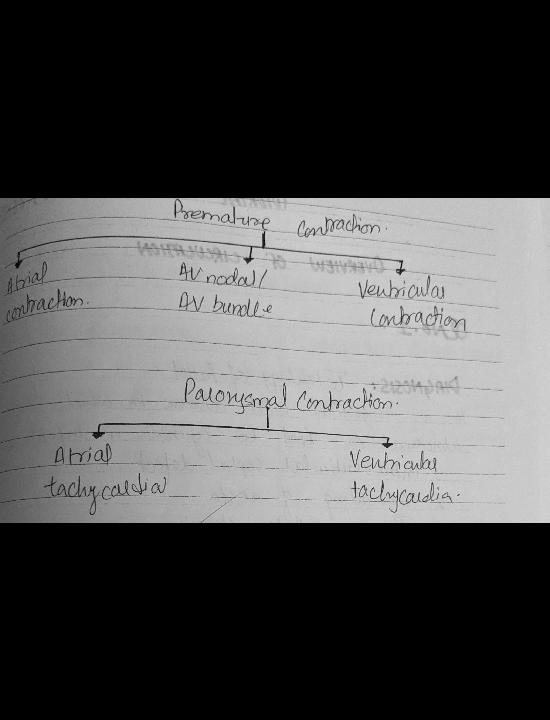 Premature Contraction.
Atrial contraction.
AV nodal/
AV bundle
Ventricular
Contraction
Paroxysmal Contraction.
Atrial
tachycardia
Ventricular
tachycardia.